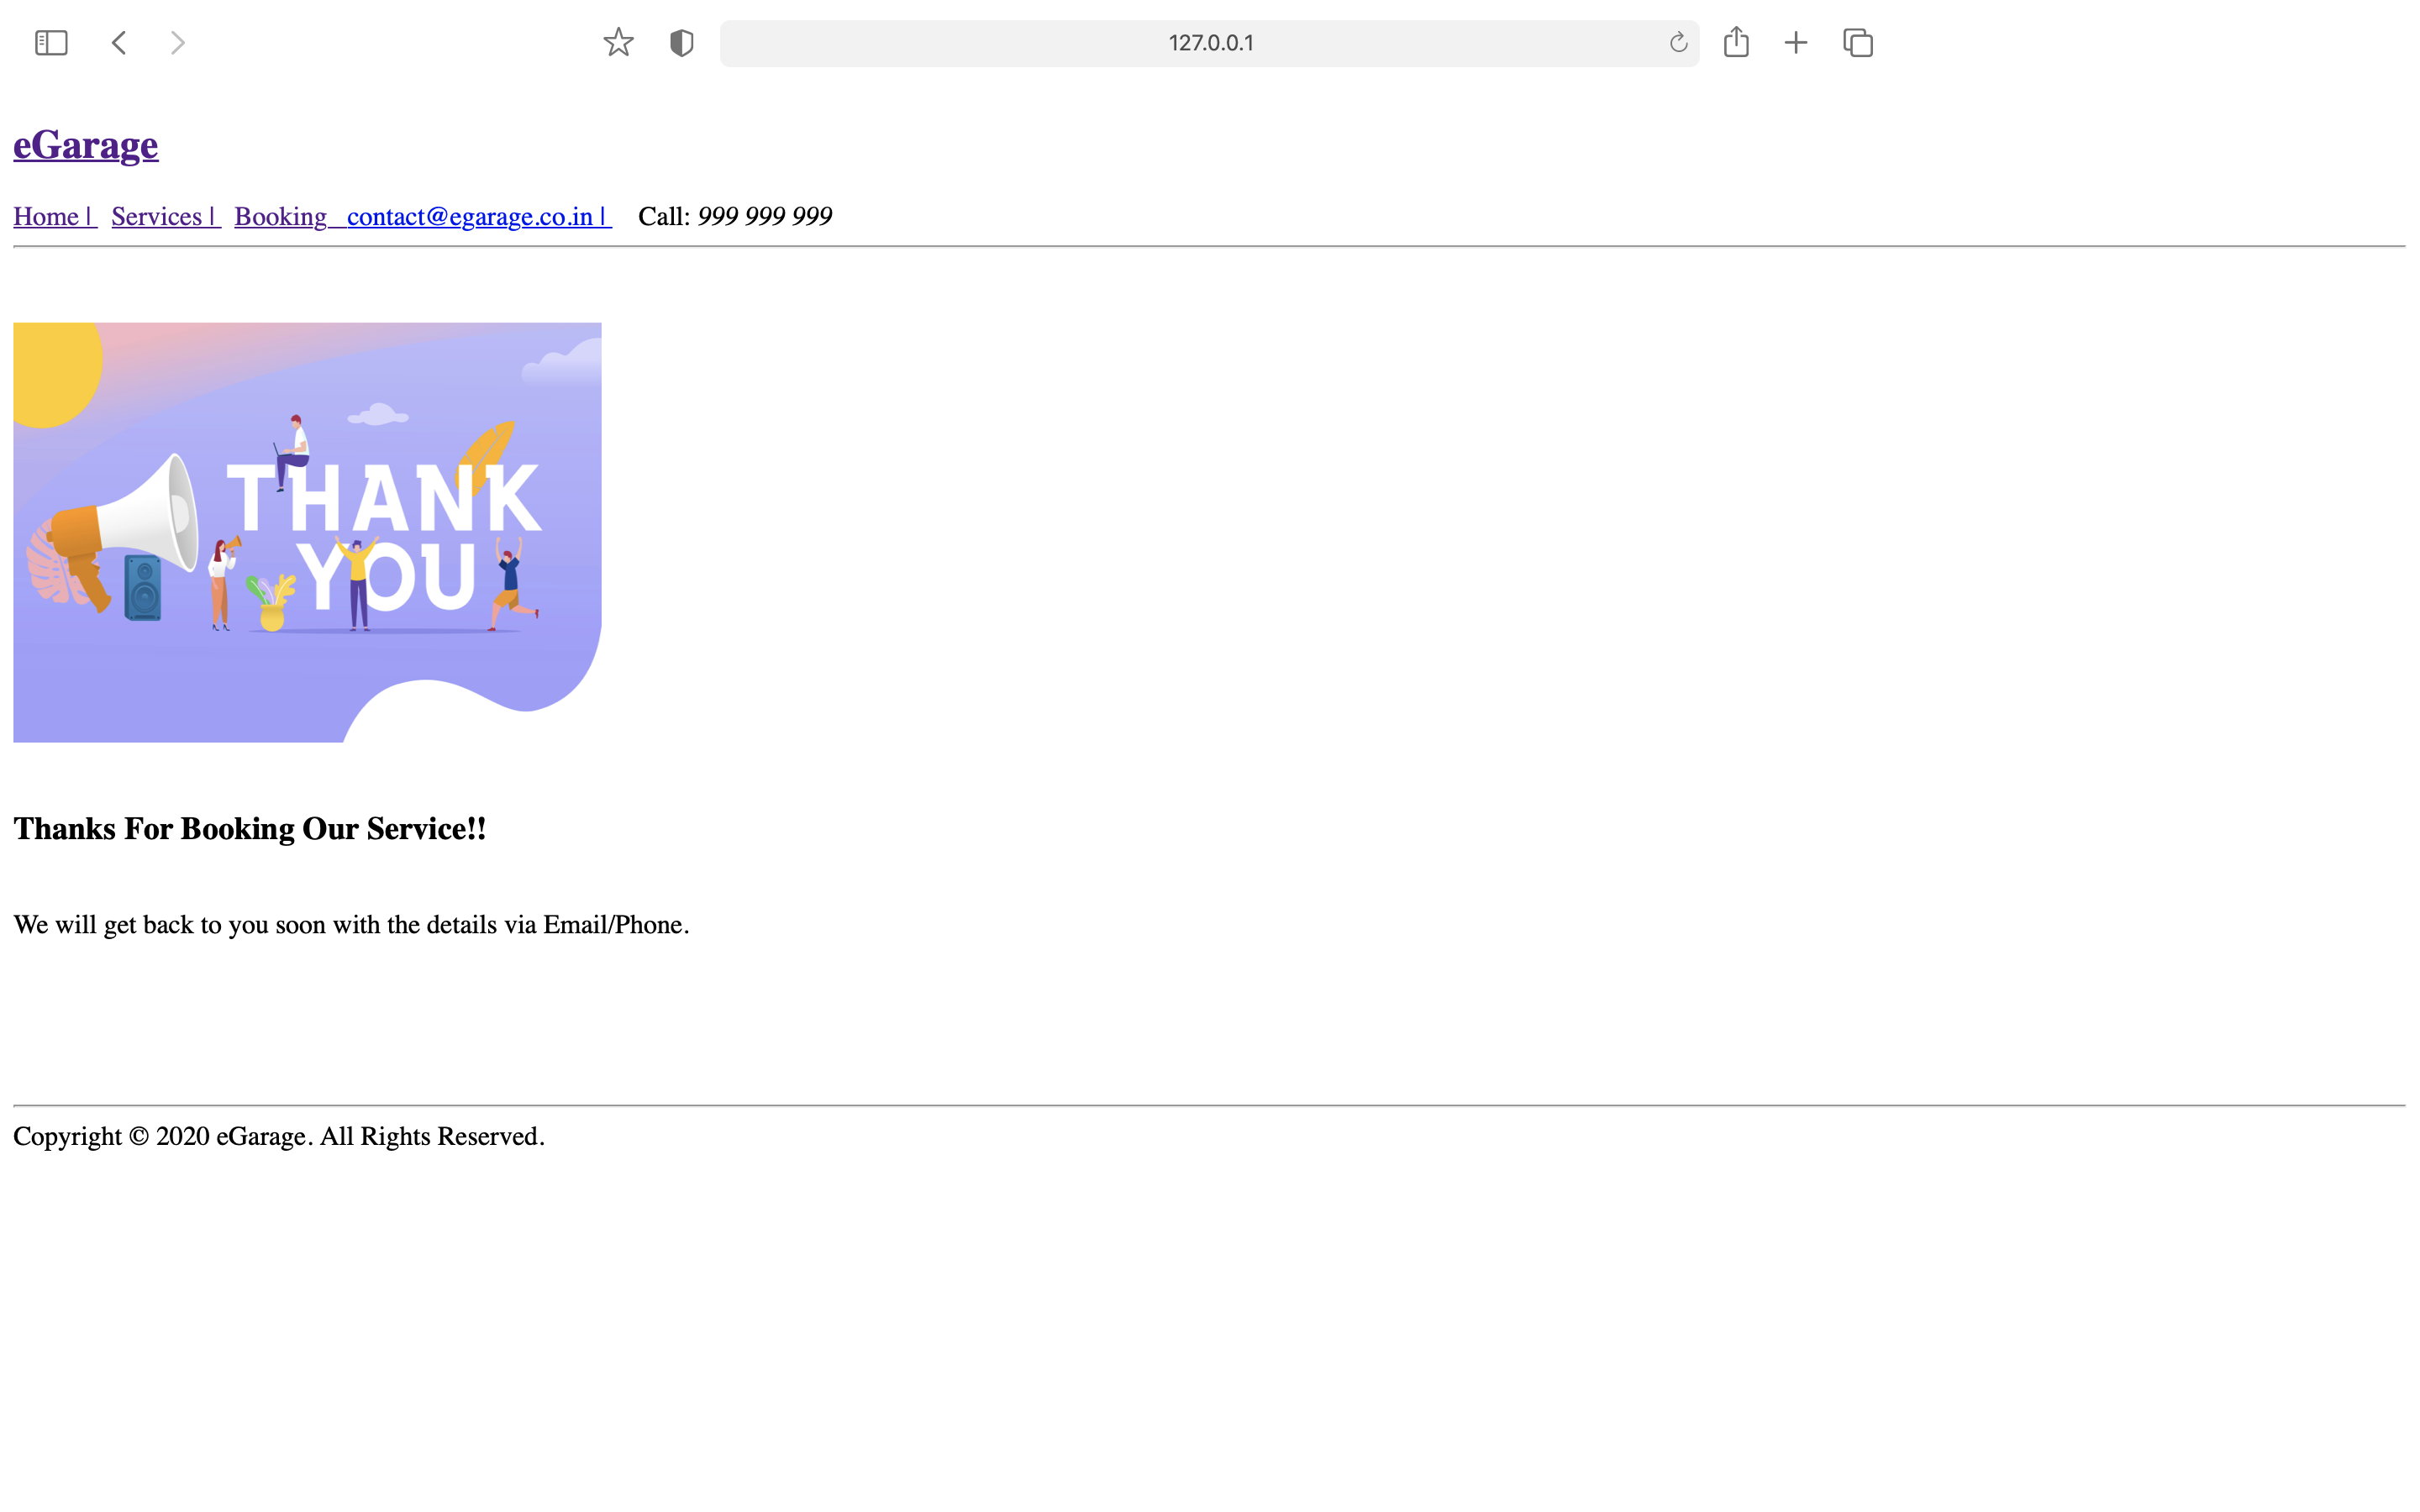 127.0.0.1
eGarage
Home | Services | Booking contact@egarage.co.in | Call: 999 999 999
THANK
YOU
Thanks For Booking Our Service!!
We will get back to you soon with the details via Email/Phone.
Copyright © 2020 eGarage. All Rights Reserved.